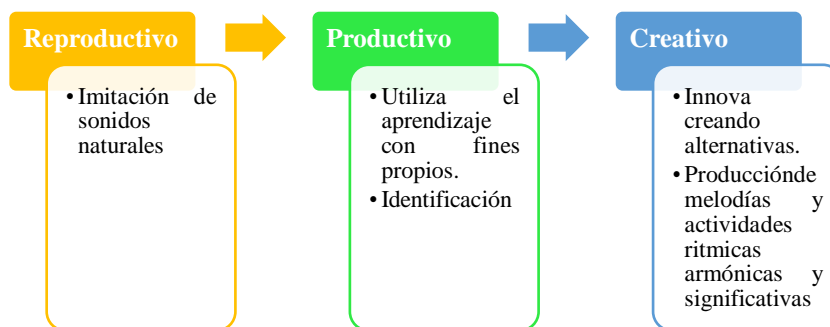 Reproductivo
• Imitación de
sonidos
naturales
Productivo
• Utiliza el
aprendizaje
con fines
propios.
• Identificación
Creativo
• Innova
creando
alternativas.
• Producciónde
melodías y
actividades
ritmicas
armónicas y
significativas